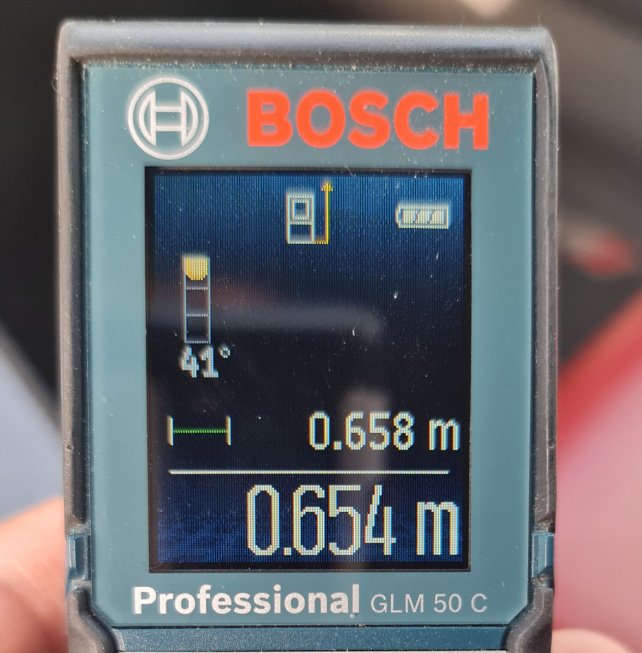 BOSCH
41°
0.658 m
0.654 m
Professional GLM 50 C